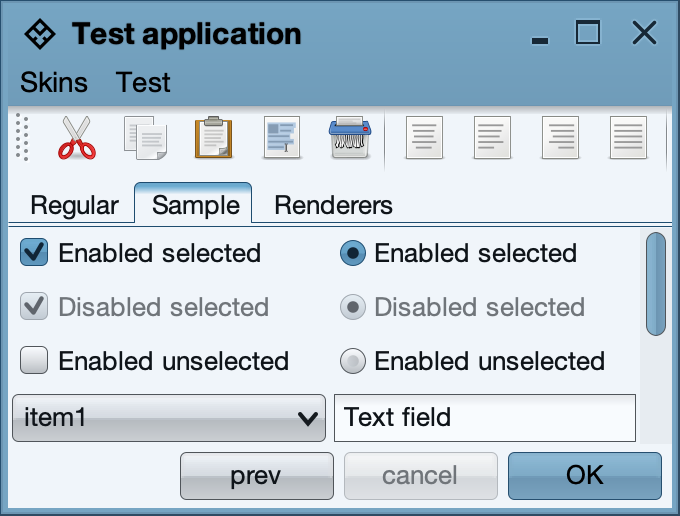 Test application
Skins Test
Regular Sample Renderers
Enabled selected Enabled selected
Disabled selected Disabled selected
Enabled unselected Enabled unselected
item1 Text field
prev cancel OK